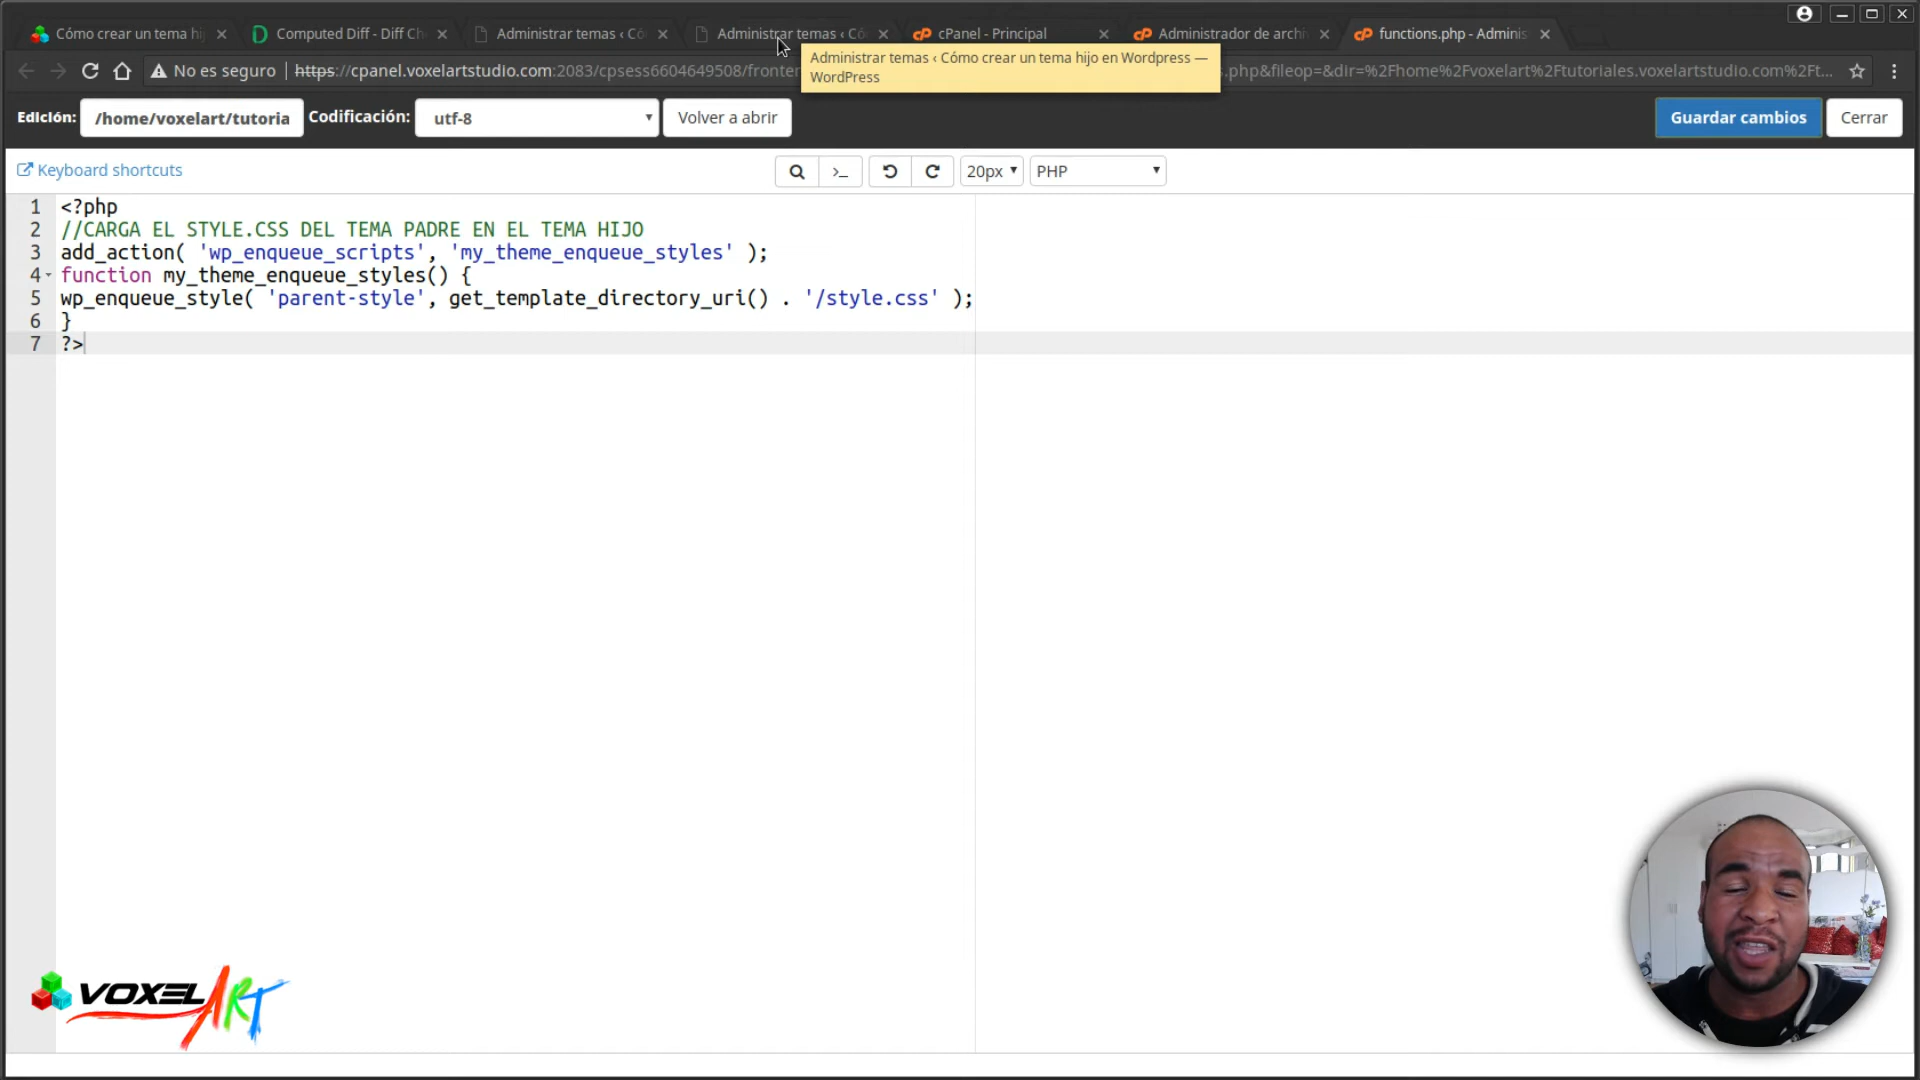 Cómo crear un tema hij
Computed Diff - Diff Che
Administrar temas ‹ Có
Administrar temas ‹ Có
cPanel - Principal
Administrador de archi
functions.php - Adminis
No es seguro
https://cpanel.voxelartstudio.com:2083/cpsess6604649508/fronten
.php&fileop=&dir=%2Fhome%2Fvoxelart%2Ftutoriales.voxelartstudio.com%2Ft...
Administrar temas ‹ Cómo crear un tema hijo en Wordpress —
WordPress
Edición:
/home/voxelart/tutoria
Codificación:
utf-8
Volver a abrir
Guardar cambios
Cerrar
Keyboard shortcuts
>_
20px
PHP
1 <?php
2 //CARGA EL STYLE.CSS DEL TEMA PADRE EN EL TEMA HIJO
3 add_action( 'wp_enqueue_scripts', 'my_theme_enqueue_styles' );
4 function my_theme_enqueue_styles() {
5 wp_enqueue_style( 'parent-style', get_template_directory_uri() . '/style.css' );
6 }
7 ?>
VOXEL ART